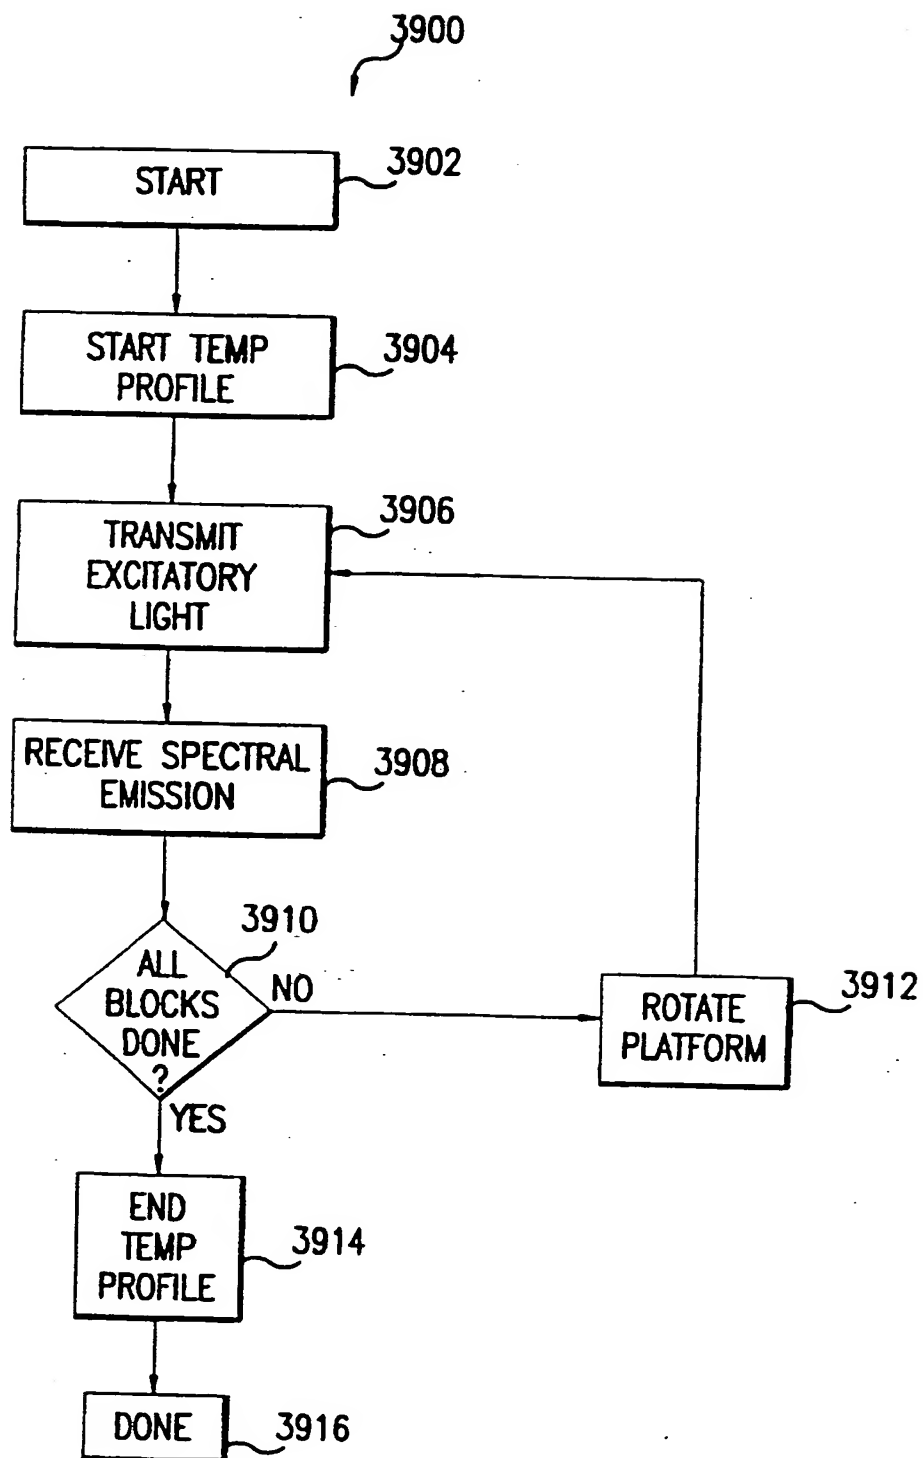 3900
START
3902
START TEMP
PROFILE
3904
TRANSMIT
EXCITATORY
LIGHT
3906
RECEIVE SPECTRAL
EMISSION
3908
ALL
BLOCKS
DONE
?
3910
NO
ROTATE
PLATFORM
3912
YES
END
TEMP
PROFILE
3914
DONE
3916